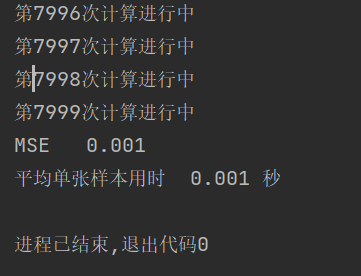 第7996次计算进行中
第7997次计算进行中
第7998次计算进行中
第7999次计算进行中
MSE   0.001
平均单张样本用时  0.001 秒
进程已结束,退出代码0